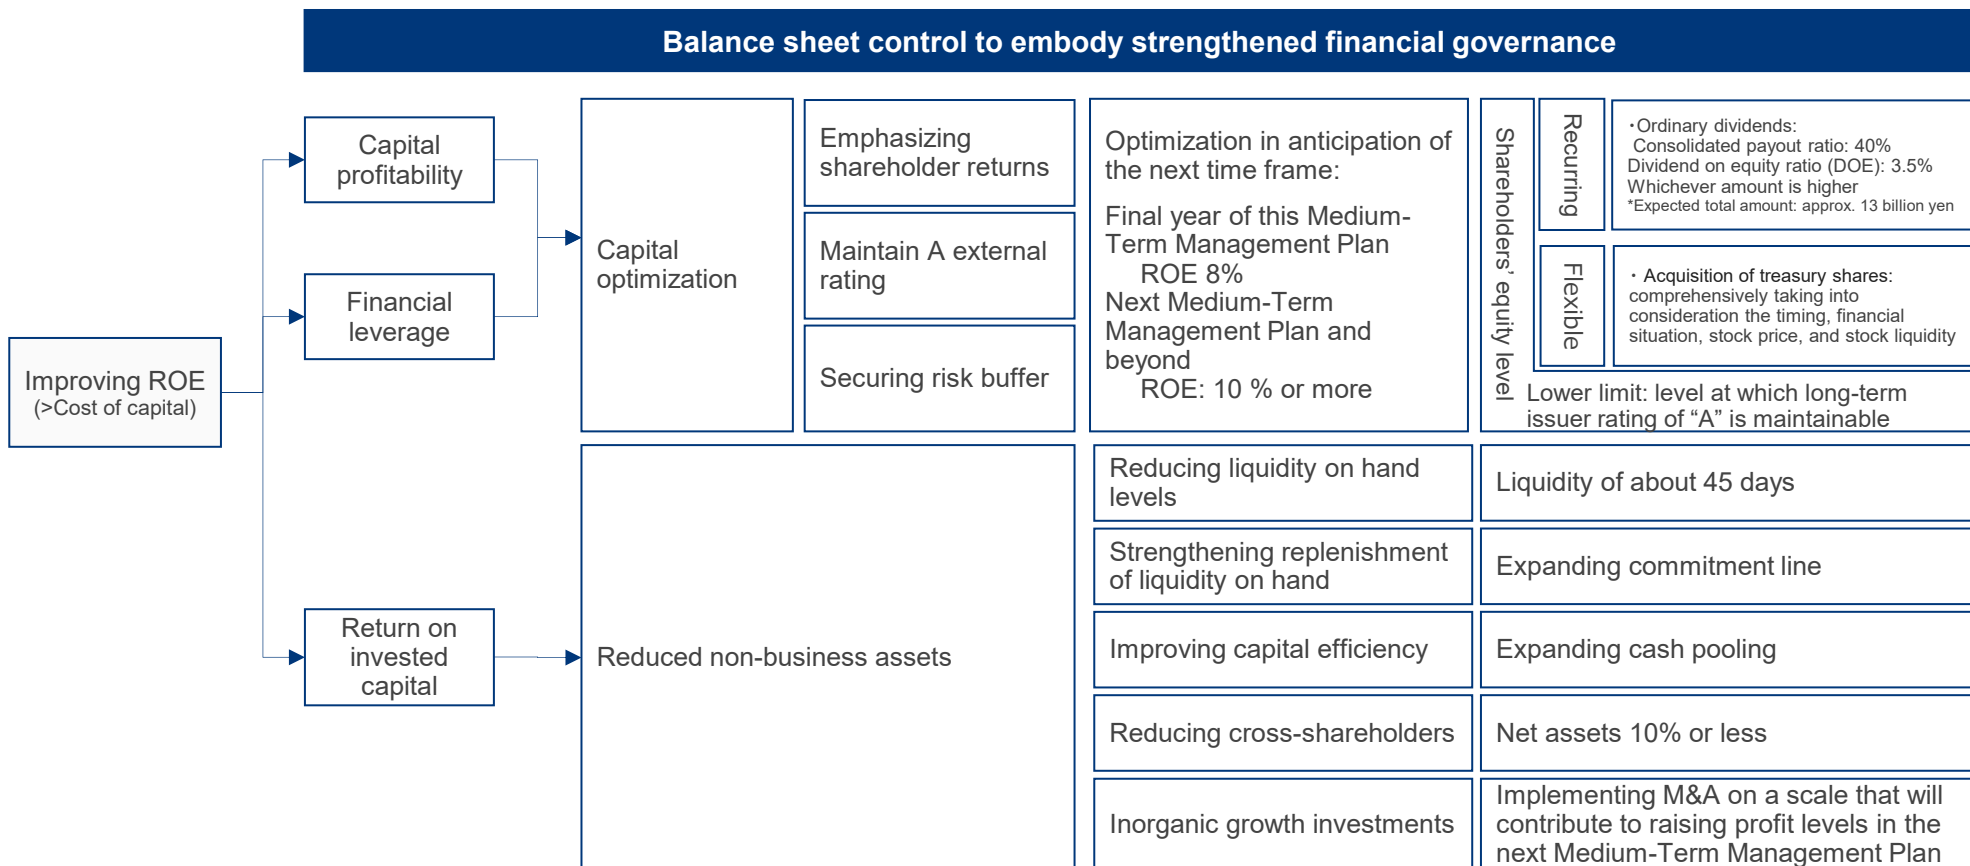 Balance sheet control to embody strengthened financial governance
Improving ROE
(>Cost of capital)
Capital
profitability
Financial
leverage
Return on
invested
capital
Capital
optimization
Emphasizing
shareholder returns
Maintain A external
rating
Securing risk buffer
Optimization in anticipation of
the next time frame:
Final year of this Medium-
Term Management Plan
ROE 8%
Next Medium-Term
Management Plan and
beyond
ROE: 10 % or more
Shareholders’ equity level
Recurring
・Ordinary dividends:
Consolidated payout ratio: 40%
Dividend on equity ratio (DOE): 3.5%
Whichever amount is higher
*Expected total amount: approx. 13 billion yen
Flexible
・ Acquisition of treasury shares:
comprehensively taking into
consideration the timing, financial
situation, stock price, and stock liquidity
Lower limit: level at which long-term
issuer rating of “A” is maintainable
Reduced non-business assets
Reducing liquidity on hand
levels
Liquidity of about 45 days
Strengthening replenishment
of liquidity on hand
Expanding commitment line
Improving capital efficiency
Expanding cash pooling
Reducing cross-shareholders
Net assets 10% or less
Inorganic growth investments
Implementing M&A on a scale that will
contribute to raising profit levels in the
next Medium-Term Management Plan